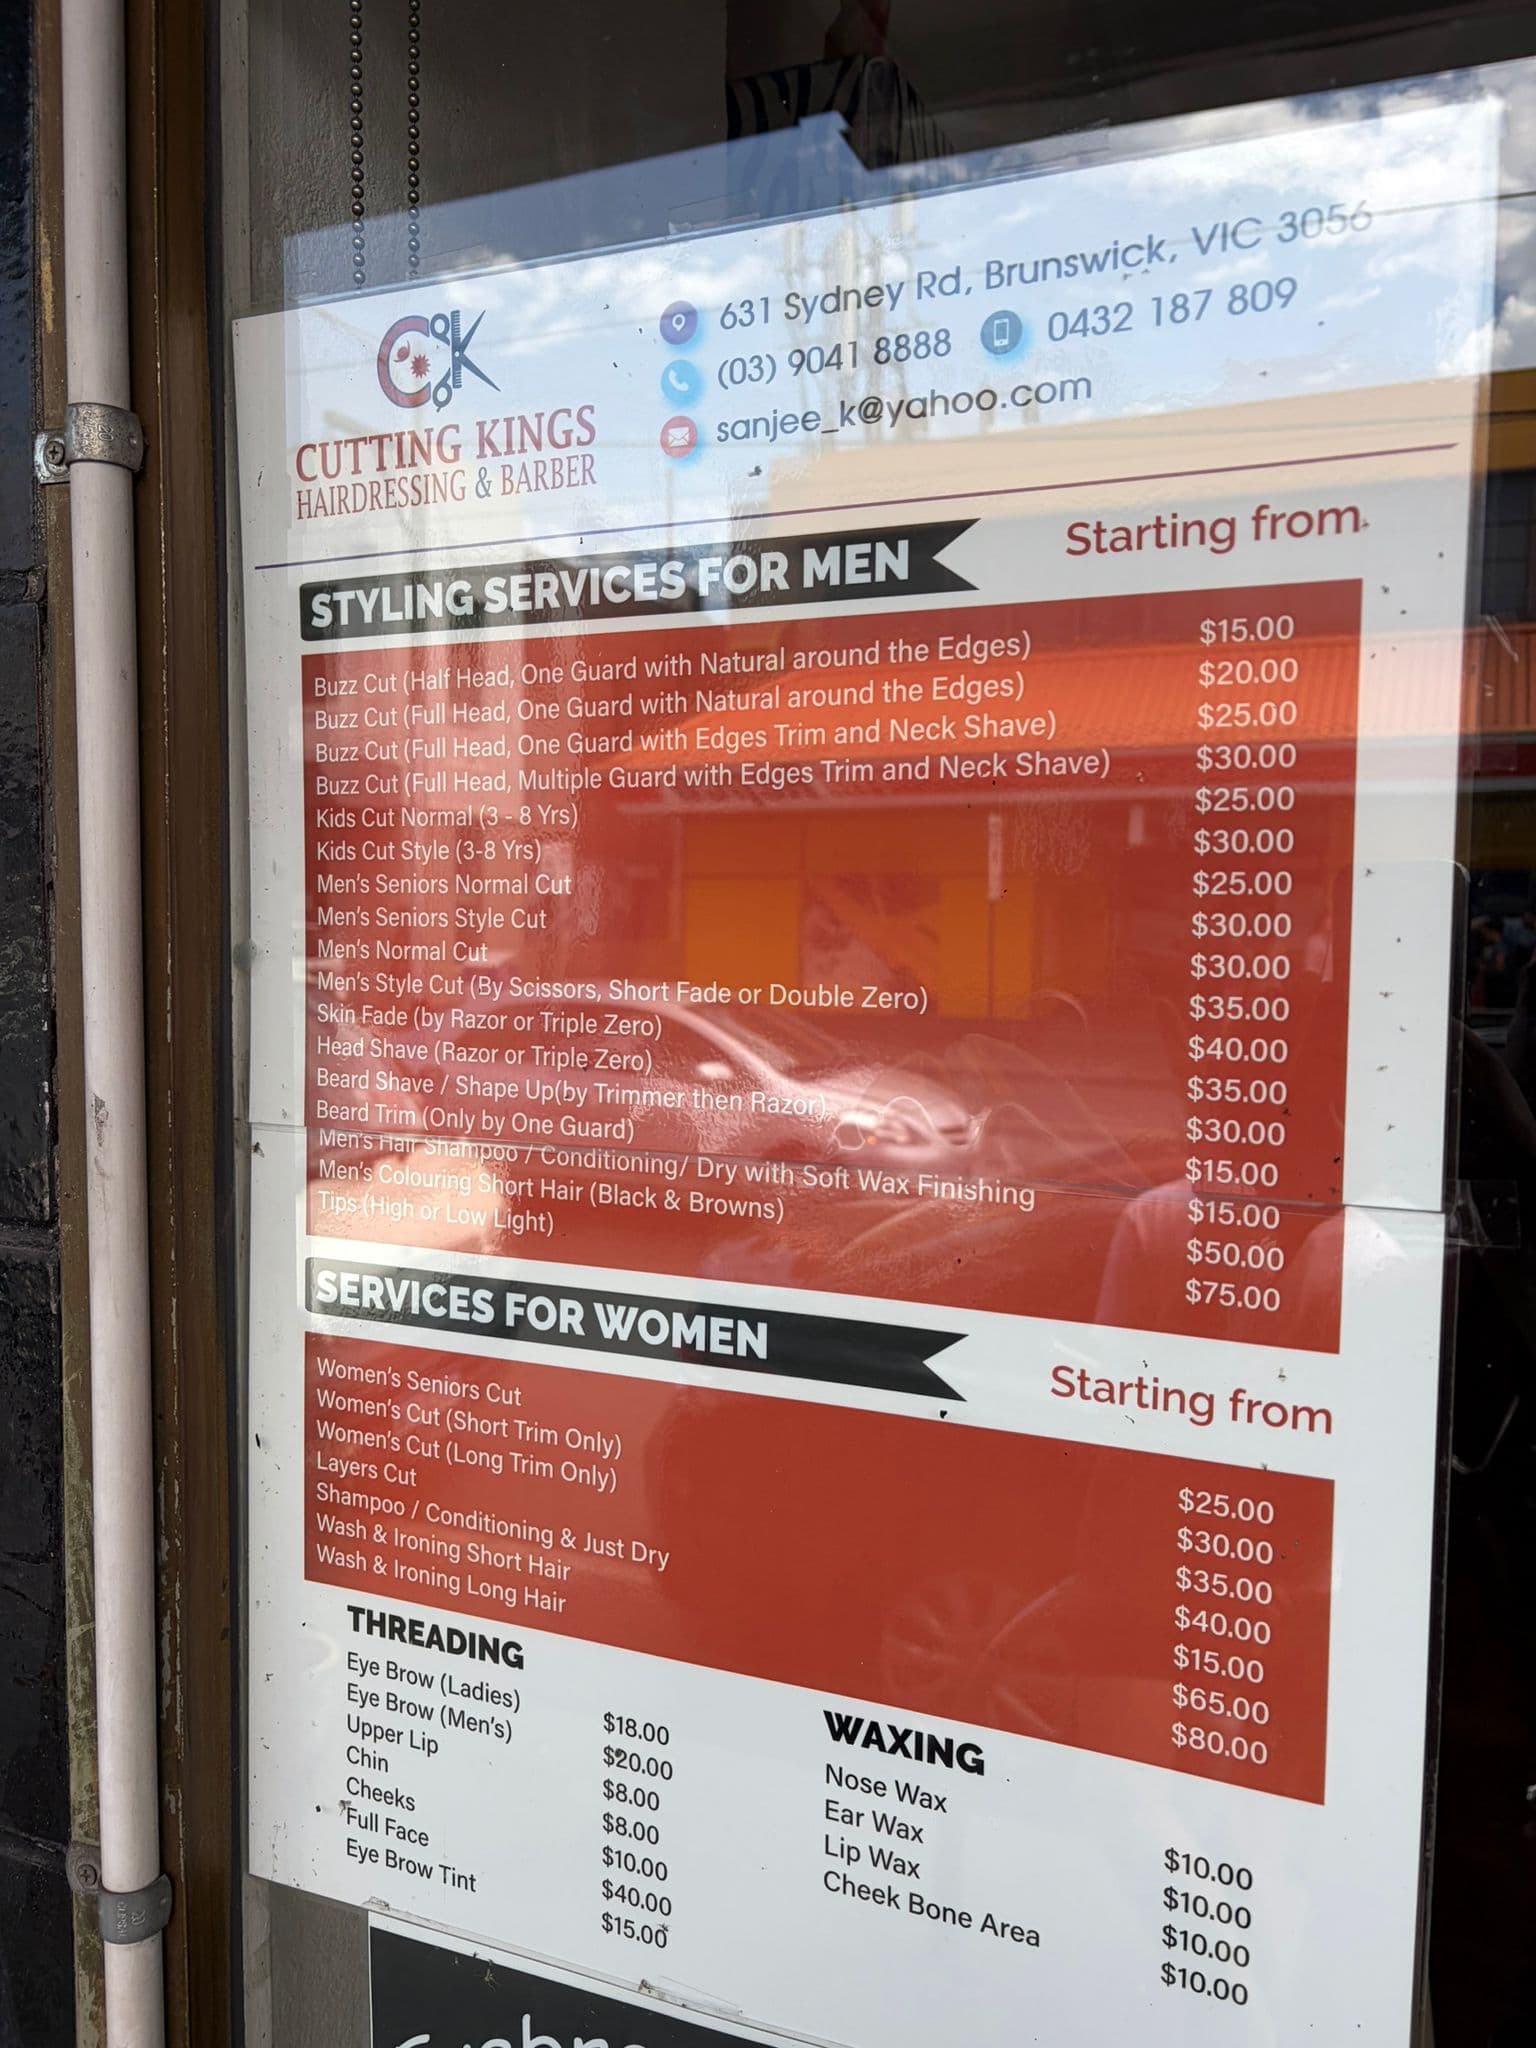 CK
CUTTING KINGS
HAIRDRESSING & BARBER
631 Sydney Rd, Brunswick, VIC 3056
(03) 9041 8888 0432 187 809
sanjee_k@yahoo.com
STYLING SERVICES FOR MEN Starting from
Buzz Cut (Half Head, One Guard with Natural around the Edges) $15.00
Buzz Cut (Full Head, One Guard with Natural around the Edges) $20.00
Buzz Cut (Full Head, One Guard with Edges Trim and Neck Shave) $25.00
Buzz Cut (Full Head, Multiple Guard with Edges Trim and Neck Shave) $30.00
Kids Cut Normal (3 - 8 Yrs) $25.00
Kids Cut Style (3-8 Yrs) $30.00
Men's Seniors Normal Cut $25.00
Men's Seniors Style Cut $30.00
Men's Normal Cut $30.00
Men's Style Cut (By Scissors, Short Fade or Double Zero) $35.00
Skin Fade (by Razor or Triple Zero) $40.00
Head Shave (Razor or Triple Zero) $35.00
Beard Shave / Shape Up(by Trimmer then Razor) $30.00
Beard Trim (Only by One Guard) $15.00
Men's Hair Shampoo / Conditioning/ Dry with Soft Wax Finishing $15.00
Men's Colouring Short Hair (Black & Browns) $50.00
Tips (High or Low Light) $75.00
SERVICES FOR WOMEN Starting from
Women's Seniors Cut $25.00
Women's Cut (Short Trim Only) $30.00
Women's Cut (Long Trim Only) $35.00
Layers Cut $40.00
Shampoo / Conditioning & Just Dry $15.00
Wash & Ironing Short Hair $65.00
Wash & Ironing Long Hair $80.00
THREADING
Eye Brow (Ladies) $18.00
Eye Brow (Men's) $20.00
Upper Lip $8.00
Chin $8.00
Cheeks $10.00
Full Face $40.00
Eye Brow Tint $15.00
WAXING
Nose Wax $10.00
Ear Wax $10.00
Lip Wax $10.00
Cheek Bone Area $10.00